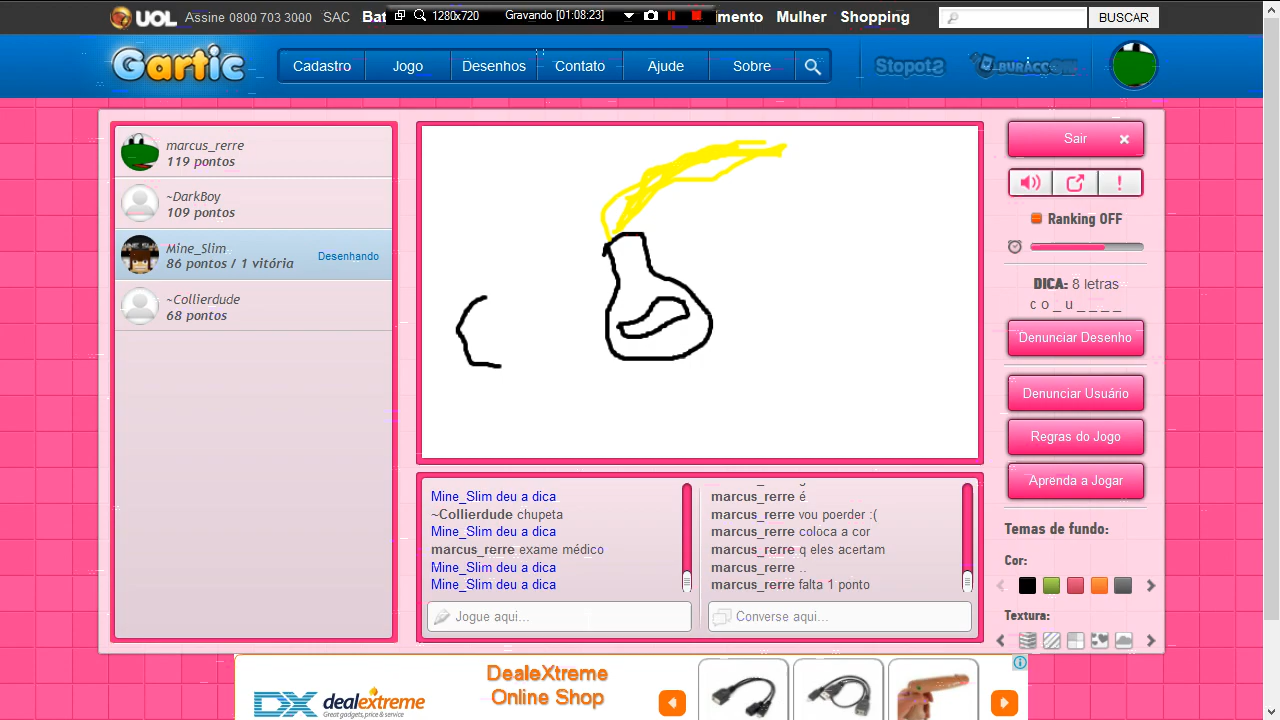 UOL Assine 0800 703 3000 SAC Bat 1280x720 Gravando [01:08:23] imento Mulher Shopping BUSCAR
Gartic Cadastro Jogo Desenhos Contato Ajude Sobre Stopots BURACO
marcus_rerre
119 pontos
~DarkBoy
109 pontos
Mine_Slim
86 pontos / 1 vitória Desenhando
~Collierdude
68 pontos
Sair
!
Ranking OFF
DICA: 8 letras
c o _ u _ _ _ _
Denunciar Desenho
Denunciar Usuário
Regras do Jogo
Aprenda a Jogar
Temas de fundo:
Cor:
Textura:
Mine_Slim deu a dica
~Collierdude chupeta
Mine_Slim deu a dica
marcus_rerre exame médico
Mine_Slim deu a dica
Mine_Slim deu a dica
Jogue aqui...
marcus_rerre é
marcus_rerre vou poerder :(
marcus_rerre coloca a cor
marcus_rerre q eles acertam
marcus_rerre ..
marcus_rerre falta 1 ponto
Converse aqui...
DX dealextreme
Great gadgets, price & service
DealeXtreme
Online Shop